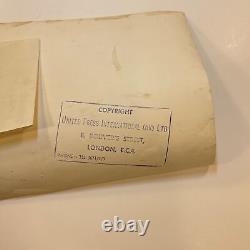 COPYRIGHT
UNITED PRESS INTERNATIONAL (UK) LTD.
8, BOUVERIE STREET,
LONDON, E.C.4.